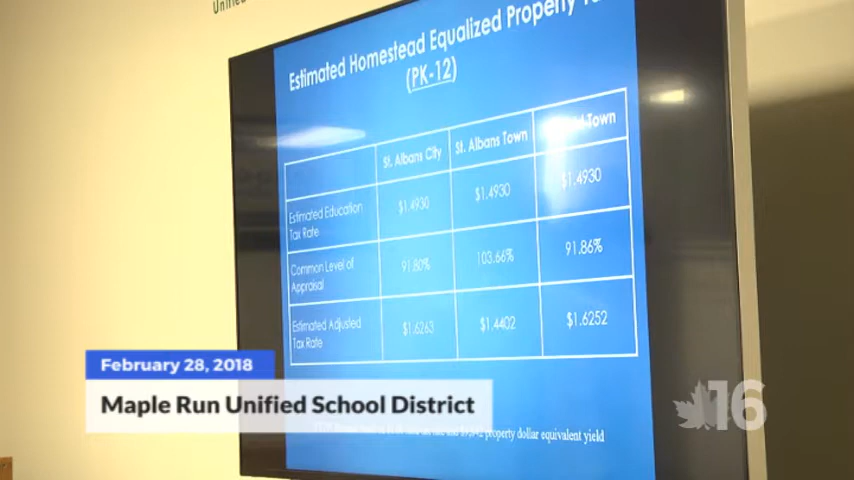 Unified
Estimated Homestead Equalized Property
(PK-12)
St. Albans City St. Albans Town Town
Estimated Education Tax Rate $1.4930 $1.4930 $1.4930
Common Level of Appraisal 91.80% 103.66% 91.86%
Estimated Adjusted Tax Rate $1.6263 $1.4402 $1.6252
property dollar equivalent yield
February 28, 2018
Maple Run Unified School District
16